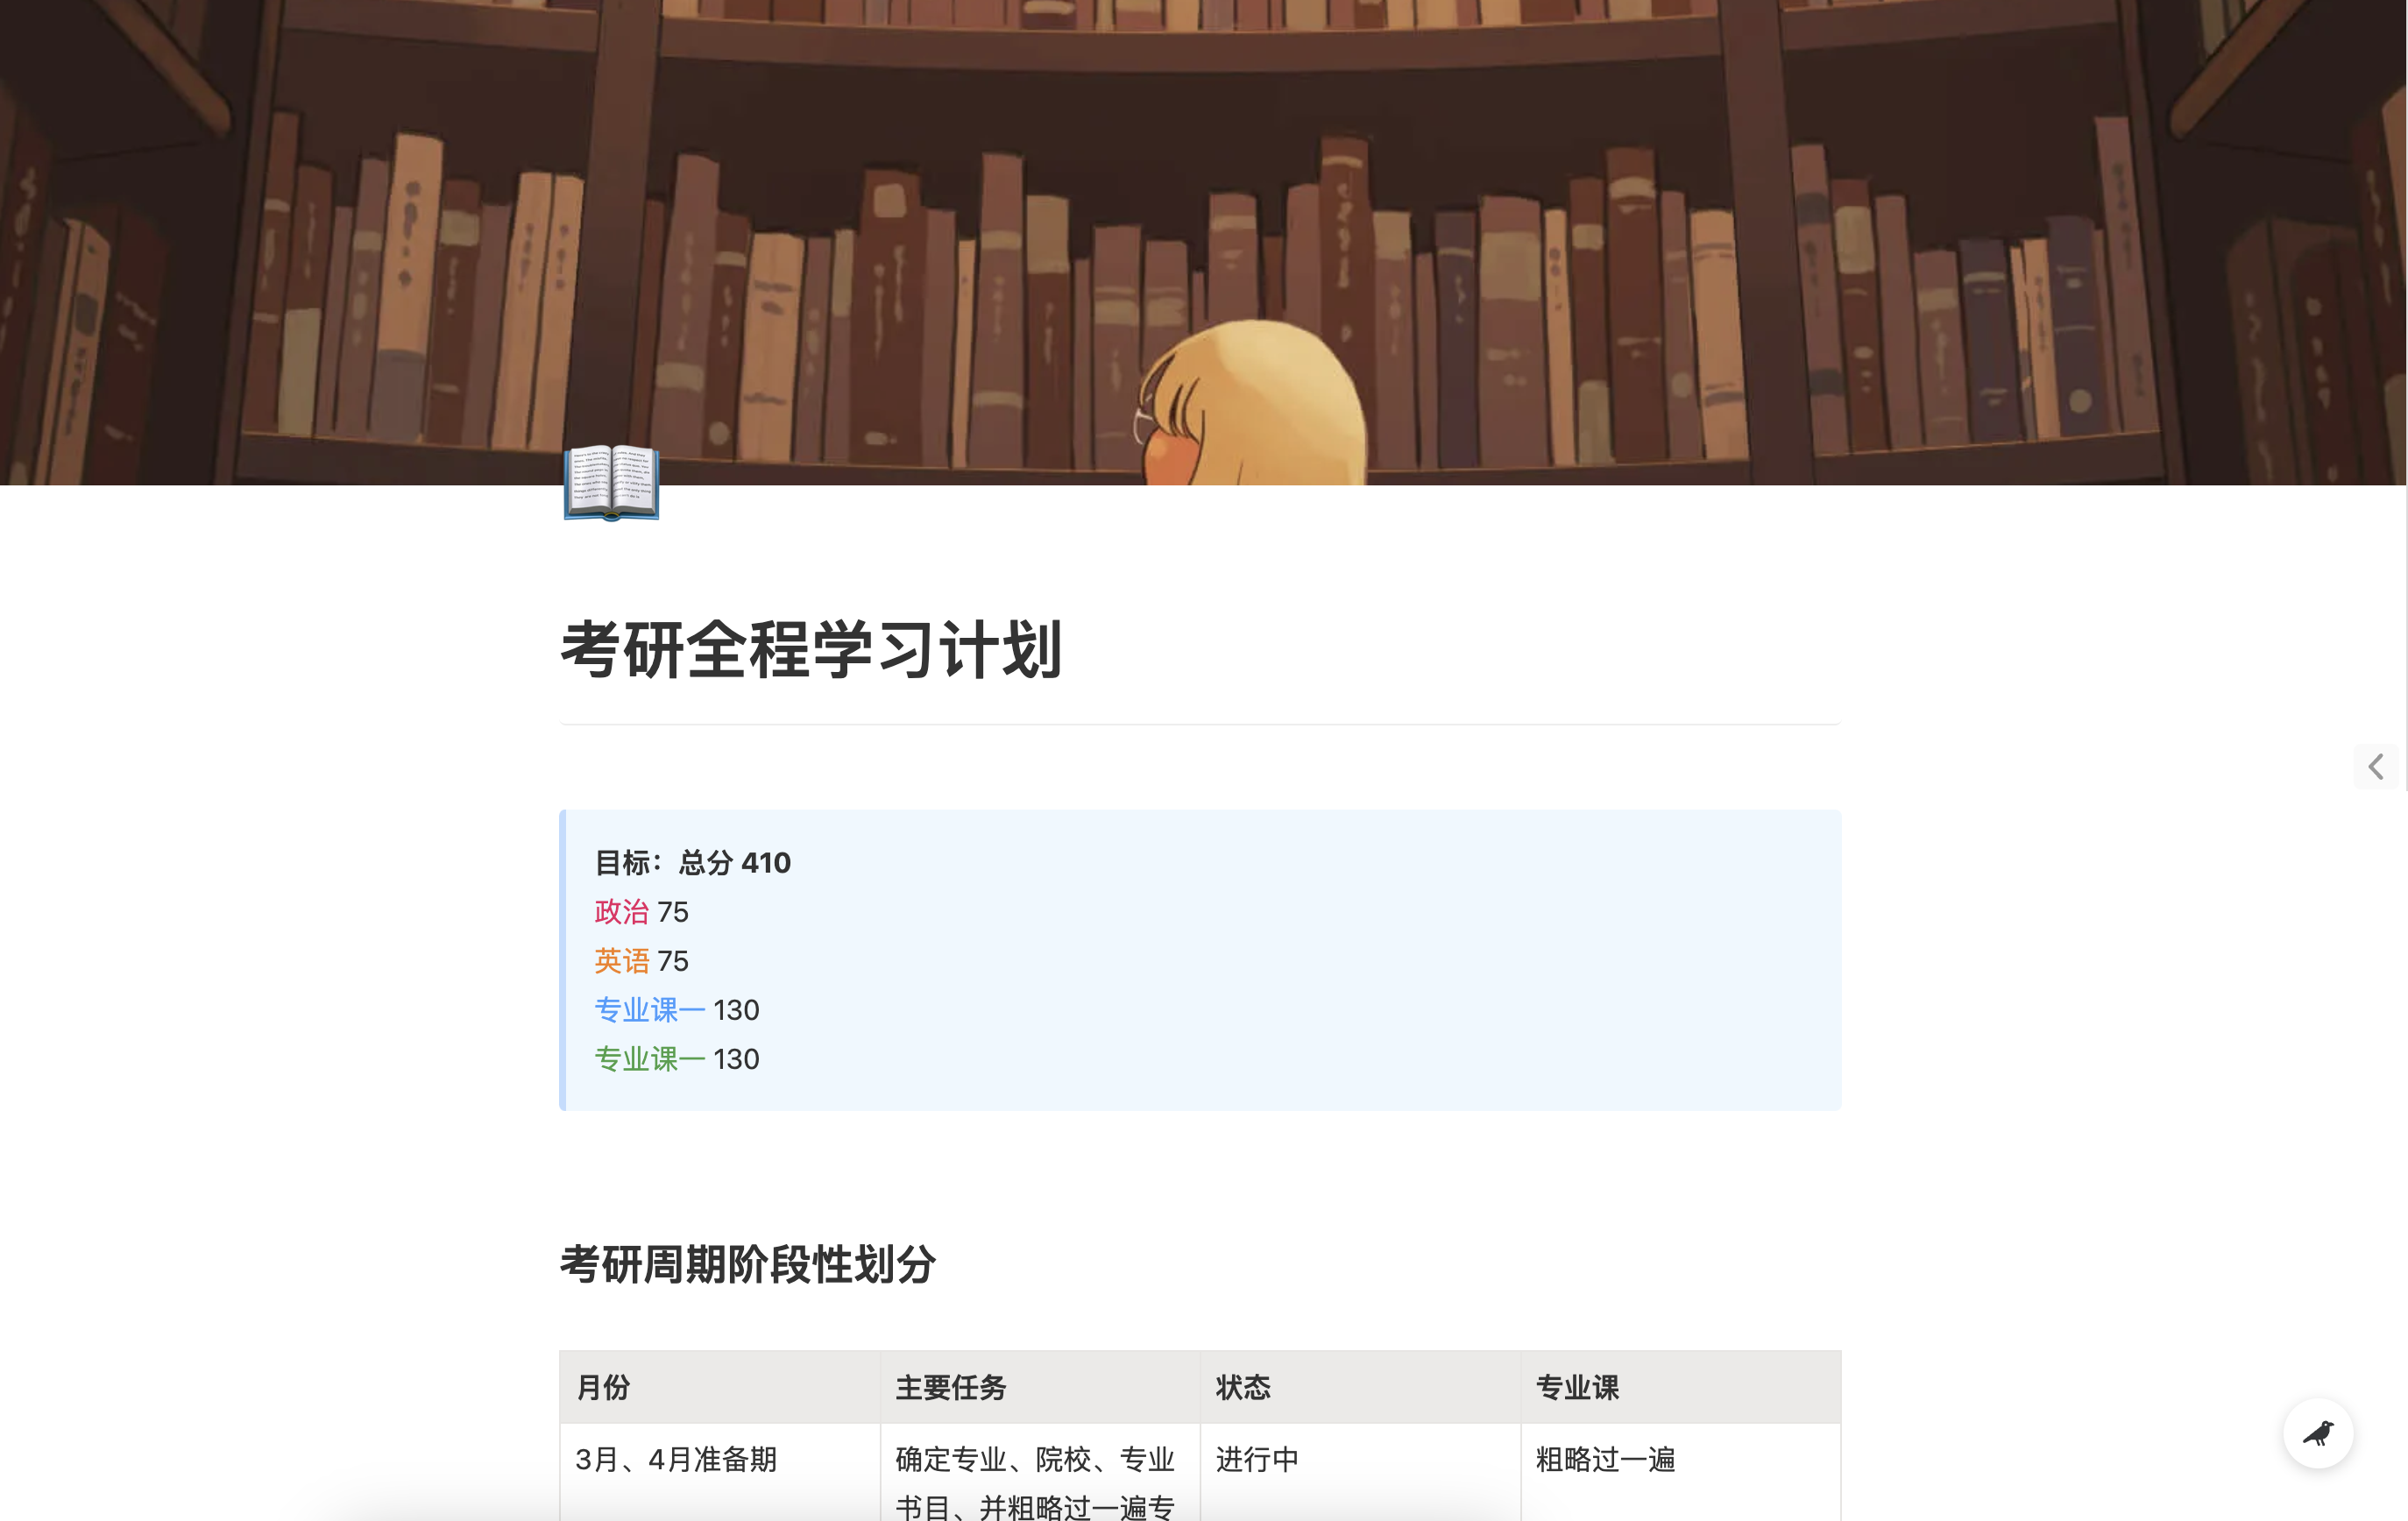 考研全程学习计划
目标：总分 410
政治 75
英语 75
专业课一 130
专业课一 130
考研周期阶段性划分
月份 主要任务 状态 专业课
3月、4月准备期 确定专业、院校、专业 进行中 粗略过一遍
书目、并粗略过一遍专